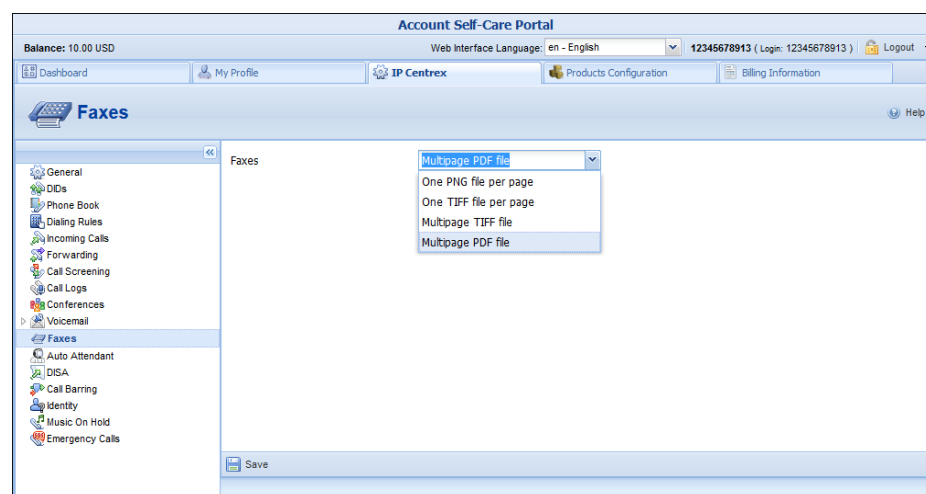 Account Self-Care Portal
Balance: 10.00 USD Web Interface Language: en - English 12345678913 ( Login: 12345678913 ) Logout
Dashboard My Profile IP Centrex Products Configuration Billing Information
Faxes Help
Faxes Multipage PDF file
One PNG file per page
One TIFF file per page
Multipage TIFF file
Multipage PDF file
General
DIDs
Phone Book
Dialing Rules
Incoming Calls
Forwarding
Call Screening
Call Logs
Conferences
Voicemail
Faxes
Auto Attendant
DISA
Call Barring
Identity
Music On Hold
Emergency Calls
Save